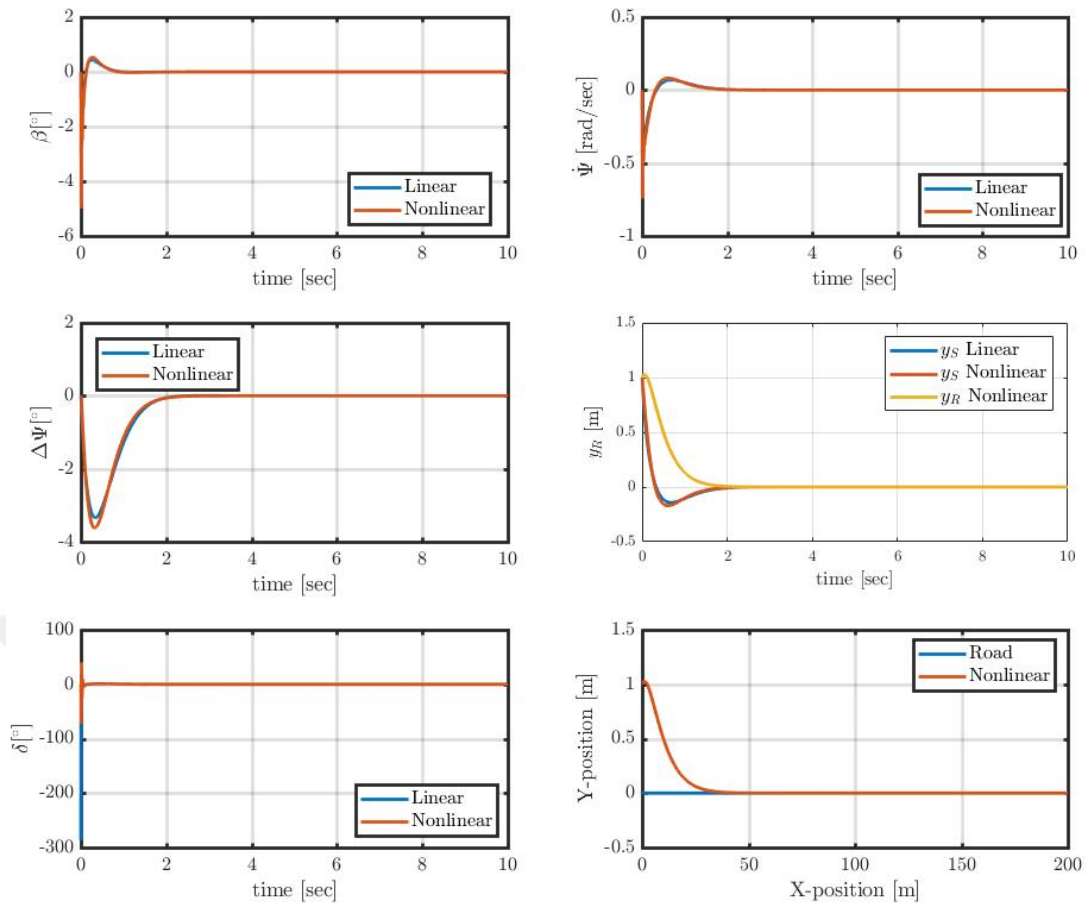 2
0
-2
-4
-6
β[°]
0 2 4 6 8 10
time [sec]
Linear
Nonlinear
0.5
0
-0.5
-1
Ψ̇ [rad/sec]
0 2 4 6 8 10
time [sec]
Linear
Nonlinear
2
0
-2
-4
ΔΨ[°]
0 2 4 6 8 10
time [sec]
Linear
Nonlinear
1.5
1
0.5
0
-0.5
y_R [m]
0 2 4 6 8 10
time [sec]
y_S Linear
y_S Nonlinear
y_R Nonlinear
100
0
-100
-200
-300
δ[°]
0 2 4 6 8 10
time [sec]
Linear
Nonlinear
1.5
1
0.5
0
-0.5
Y-position [m]
0 50 100 150 200
X-position [m]
Road
Nonlinear